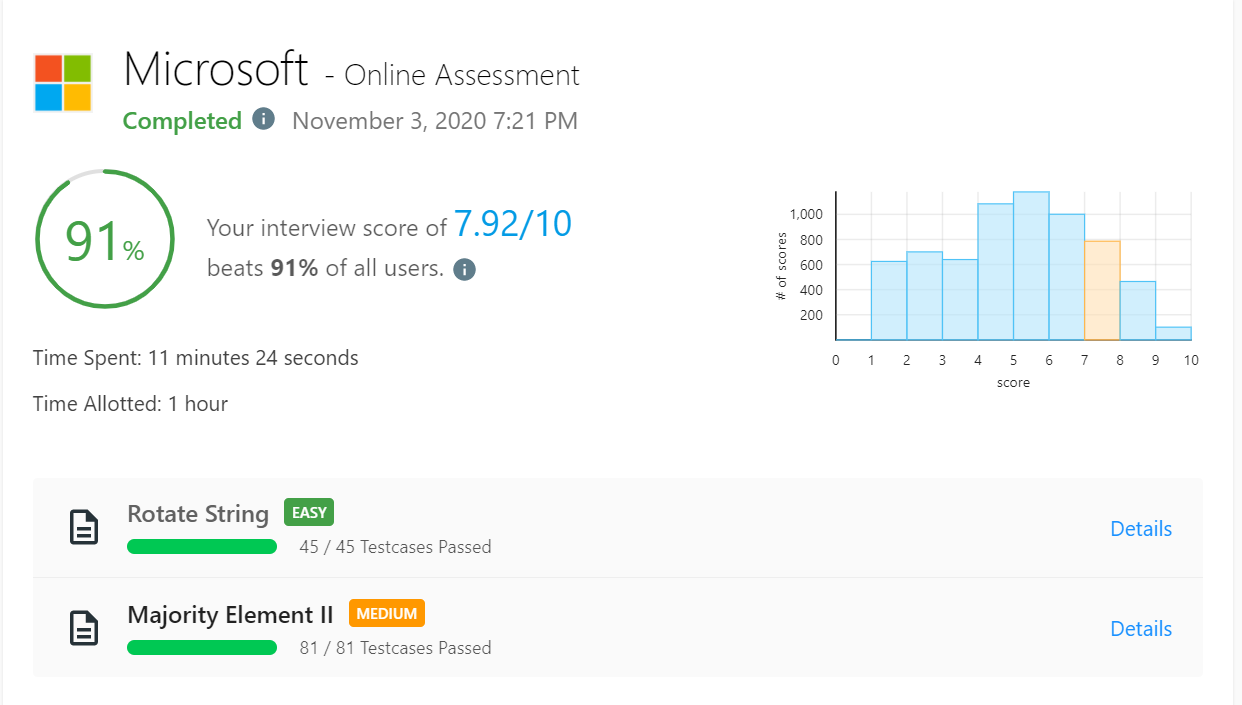 Microsoft - Online Assessment
Completed i November 3, 2020 7:21 PM
91%
Your interview score of 7.92/10
beats 91% of all users. i
Time Spent: 11 minutes 24 seconds
Time Allotted: 1 hour
# of scores
1,000
800
600
400
200
0 1 2 3 4 5 6 7 8 9 10
score
Rotate String EASY
45 / 45 Testcases Passed
Details
Majority Element II MEDIUM
81 / 81 Testcases Passed
Details